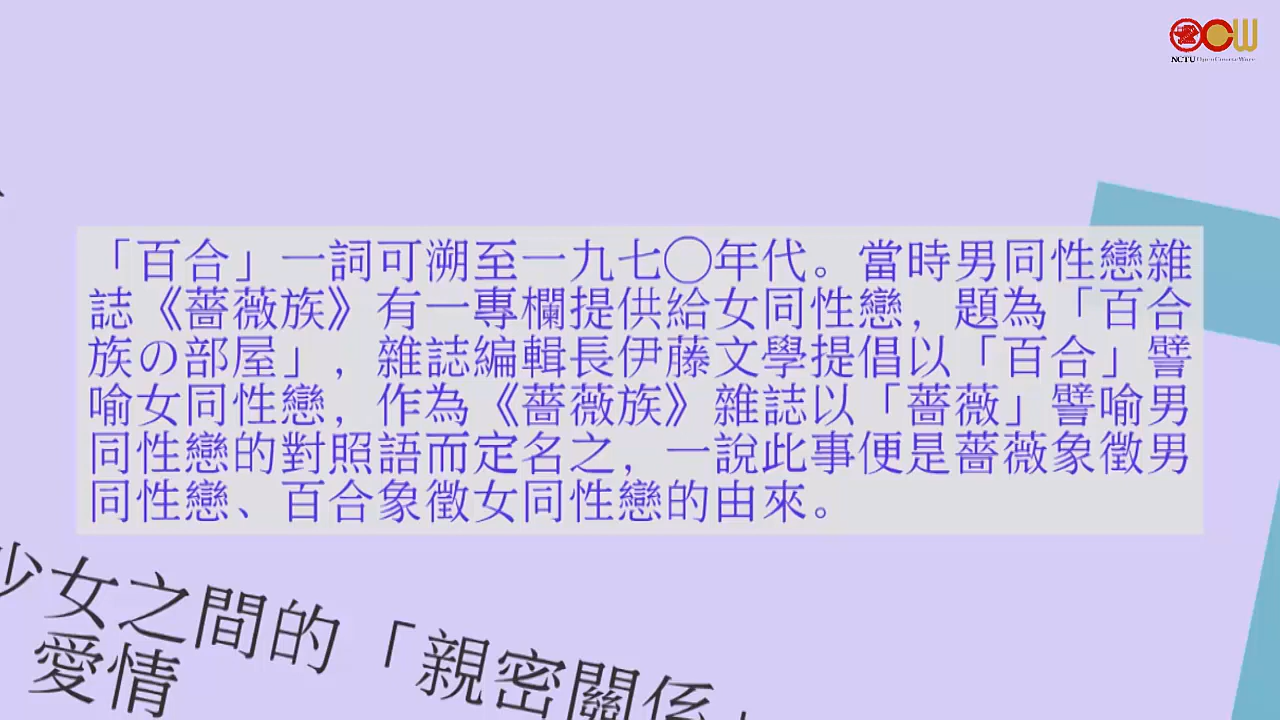 NCTU OpenCourseWare
「百合」一詞可溯至一九七〇年代。當時男同性戀雜
誌《薔薇族》有一專欄提供給女同性戀，題為「百合
族の部屋」，雜誌編輯長伊藤文學提倡以「百合」譬
喻女同性戀，作為《薔薇族》雜誌以「薔薇」譬喻男
同性戀的對照語而定名之，一說此事便是薔薇象徵男
同性戀、百合象徵女同性戀的由來。
少女之間的「親密關係」
愛情